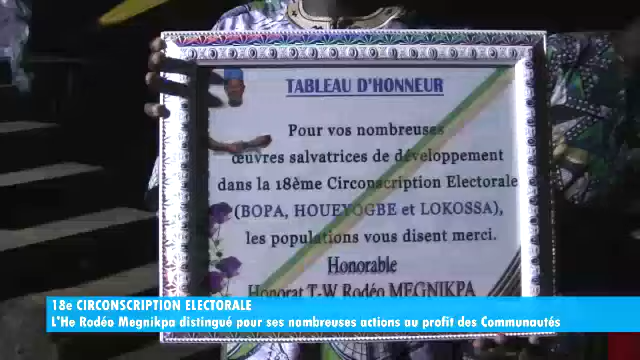 TABLEAU D'HONNEUR
Pour vos nombreuses
œuvres salvatrices de développement
dans la 18ème Circonscription Electorale
(BOPA, HOUEYOGBE et LOKOSSA),
les populations vous disent merci.
Honorable
Honorat T-W Rodéo MEGNIKPA
18e CIRCONSCRIPTION ELECTORALE
L'He Rodéo Megnikpa distingué pour ses nombreuses actions au profit des Communautés